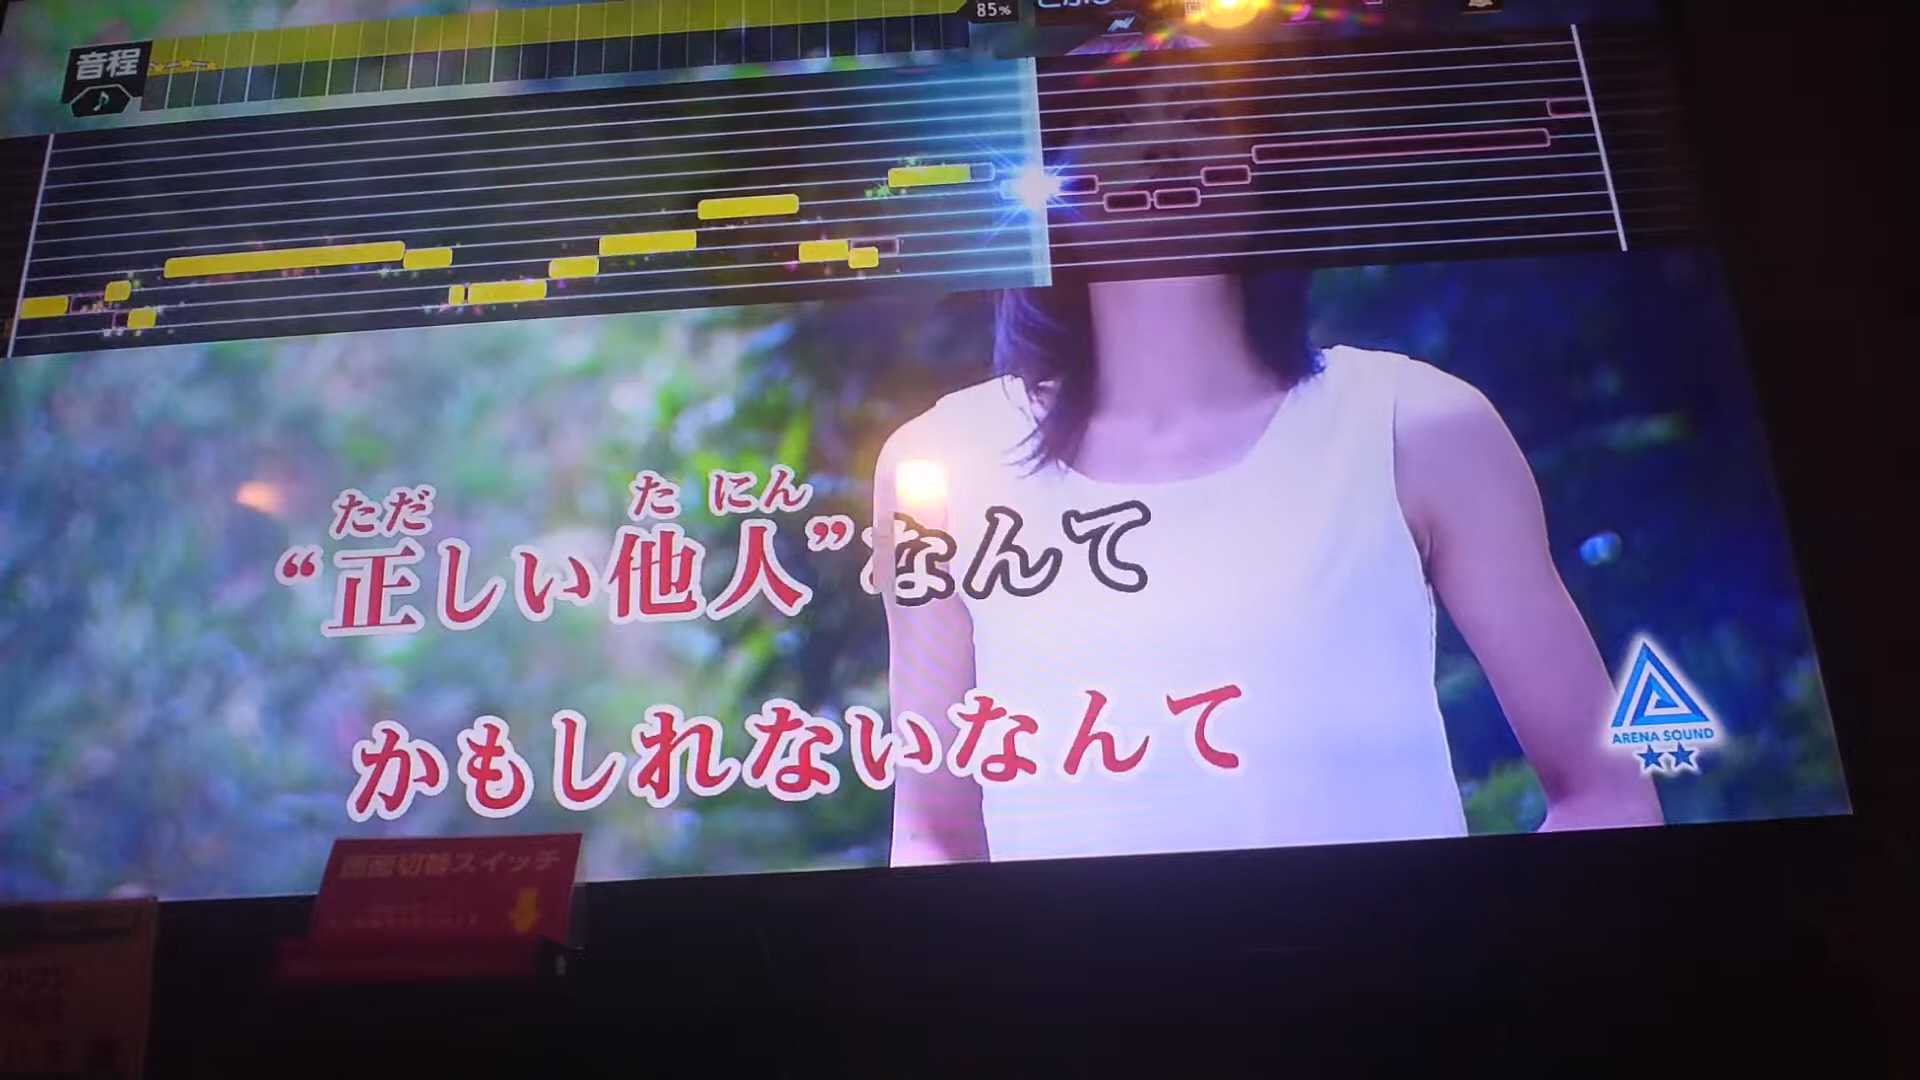 85%
音程
ただ た にん
“正しい他人”なんて
かもしれないなんて
ARENA SOUND
画面切替スイッチ